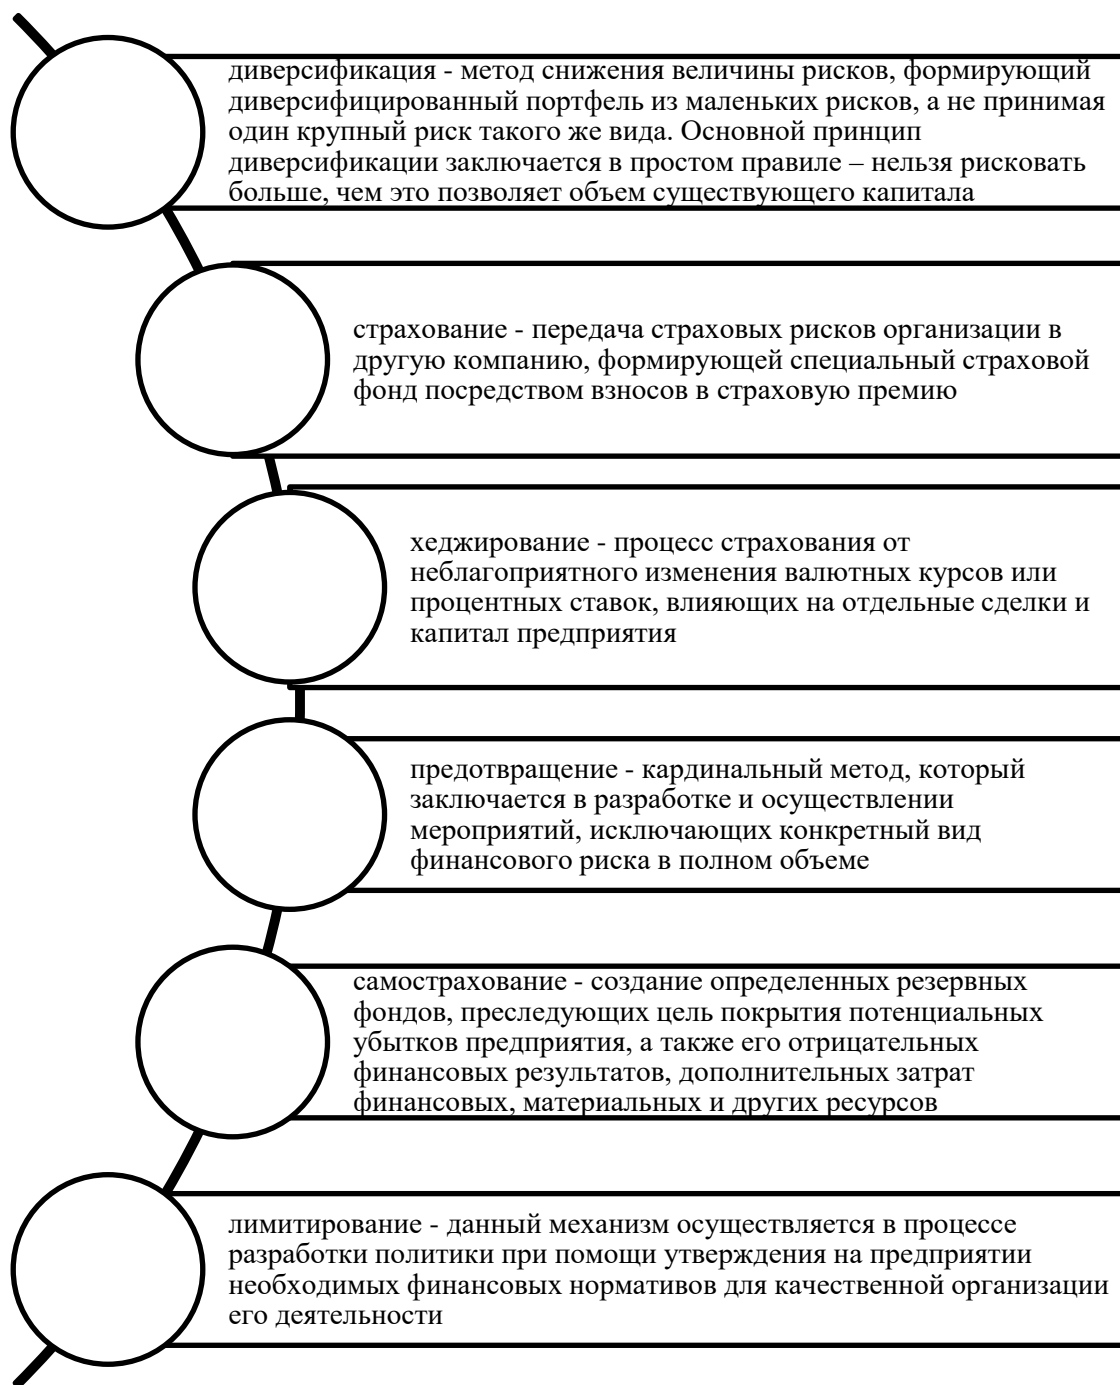 диверсификация - метод снижения величины рисков, формирующий
диверсифицированный портфель из маленьких рисков, а не принимая
один крупный риск такого же вида. Основной принцип
диверсификации заключается в простом правиле – нельзя рисковать
больше, чем это позволяет объем существующего капитала
страхование - передача страховых рисков организации в
другую компанию, формирующей специальный страховой
фонд посредством взносов в страховую премию
хеджирование - процесс страхования от
неблагоприятного изменения валютных курсов или
процентных ставок, влияющих на отдельные сделки и
капитал предприятия
предотвращение - кардинальный метод, который
заключается в разработке и осуществлении
мероприятий, исключающих конкретный вид
финансового риска в полном объеме
самострахование - создание определенных резервных
фондов, преследующих цель покрытия потенциальных
убытков предприятия, а также его отрицательных
финансовых результатов, дополнительных затрат
финансовых, материальных и других ресурсов
лимитирование - данный механизм осуществляется в процессе
разработки политики при помощи утверждения на предприятии
необходимых финансовых нормативов для качественной организации
его деятельности